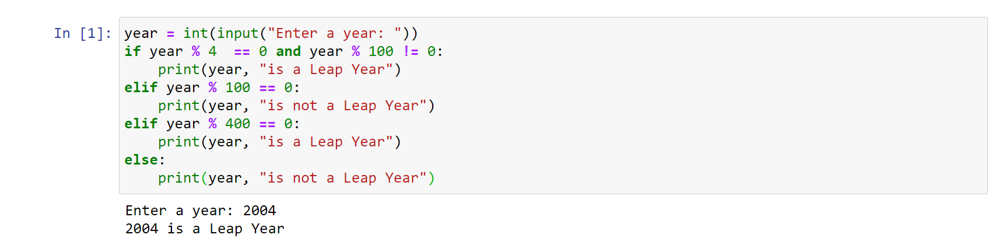 In [1]: year = int(input("Enter a year: "))
if year % 4  == 0 and year % 100 != 0:
    print(year, "is a Leap Year")
elif year % 100 == 0:
    print(year, "is not a Leap Year")
elif year % 400 == 0:
    print(year, "is a Leap Year")
else:
    print(year, "is not a Leap Year")
Enter a year: 2004
2004 is a Leap Year